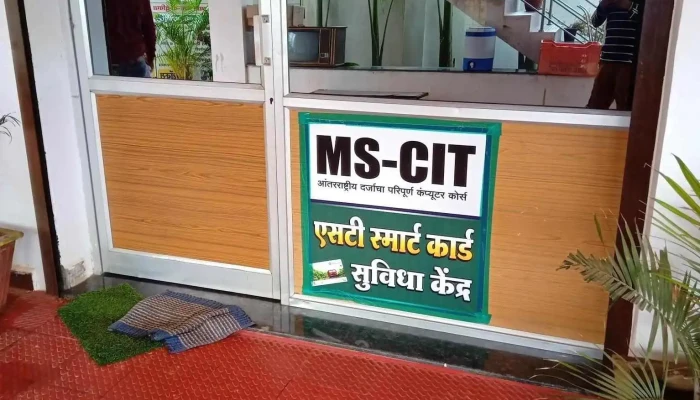 MS-CIT
आंतरराष्ट्रीय दर्जाचा परिपूर्ण कंप्यूटर कोर्स
एसटी स्मार्ट कार्ड
सुविधा केंद्र